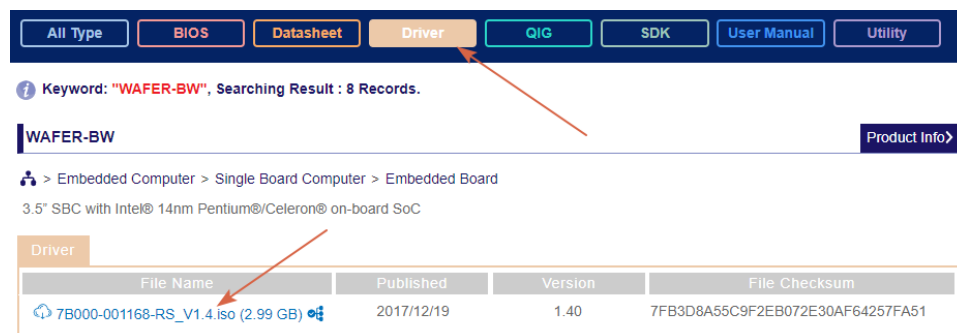 All Type BIOS Datasheet Driver QIG SDK User Manual Utility
Keyword: "WAFER-BW", Searching Result : 8 Records.
WAFER-BW Product Info>
> Embedded Computer > Single Board Computer > Embedded Board
3.5" SBC with Intel® 14nm Pentium®/Celeron® on-board SoC
Driver
File Name Published Version File Checksum
7B000-001168-RS_V1.4.iso (2.99 GB) 2017/12/19 1.40 7FB3D8A55C9F2EB072E30AF64257FA51